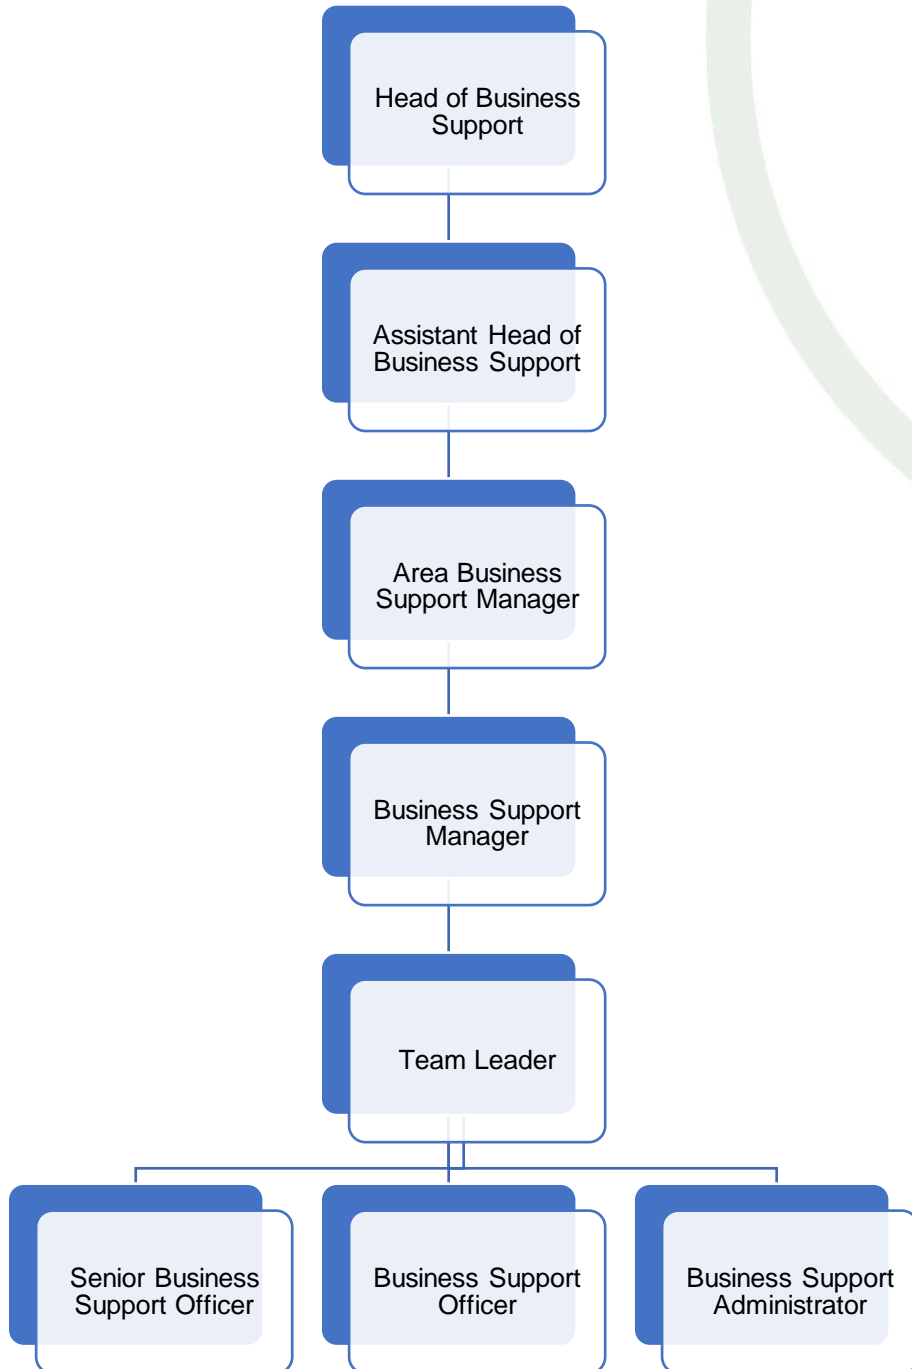 Head of Business
Support
Assistant Head of
Business Support
Area Business
Support Manager
Business Support
Manager
Team Leader
Senior Business
Support Officer
Business Support
Officer
Business Support
Administrator